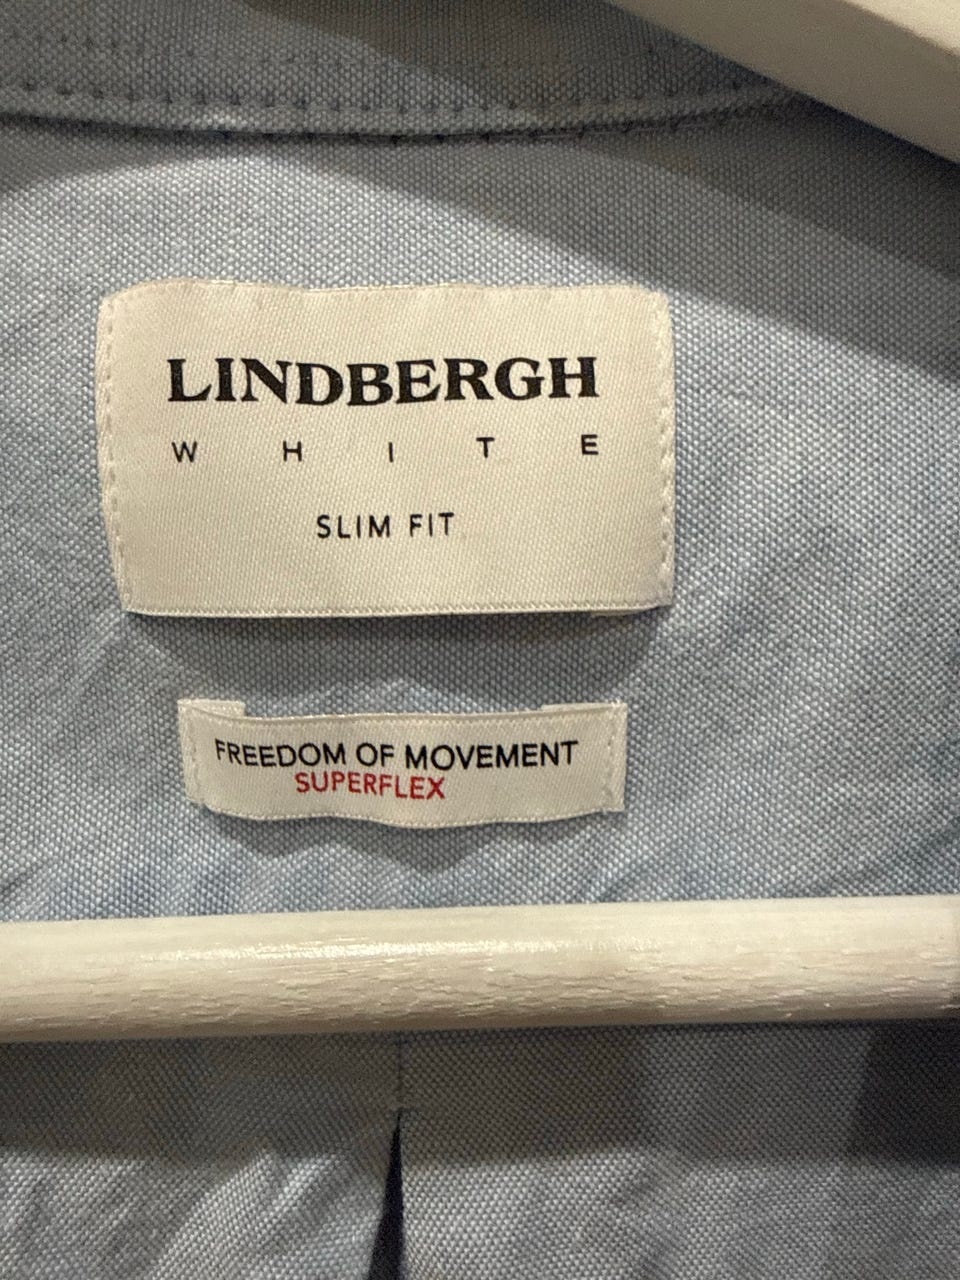 LINDBERGH
WHITE
SLIM FIT
FREEDOM OF MOVEMENT
SUPERFLEX